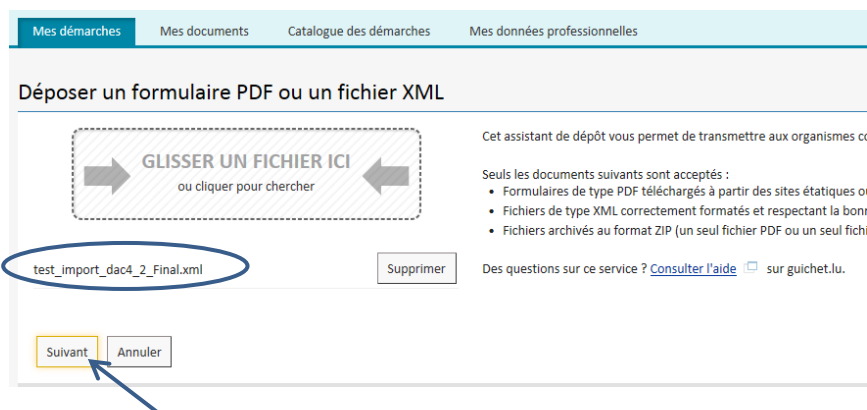 Mes démarches Mes documents Catalogue des démarches Mes données professionnelles
Déposer un formulaire PDF ou un fichier XML
GLISSER UN FICHIER ICI
ou cliquer pour chercher
Cet assistant de dépôt vous permet de transmettre aux organismes
Seuls les documents suivants sont acceptés :
• Formulaires de type PDF téléchargés à partir des sites étatiques
• Fichiers de type XML correctement formatés et respectant la
• Fichiers archivés au format ZIP (un seul fichier PDF ou un seul
test_import_dac4_2_Final.xml Supprimer
Des questions sur ce service ? Consulter l'aide sur guichet.lu.
Suivant Annuler